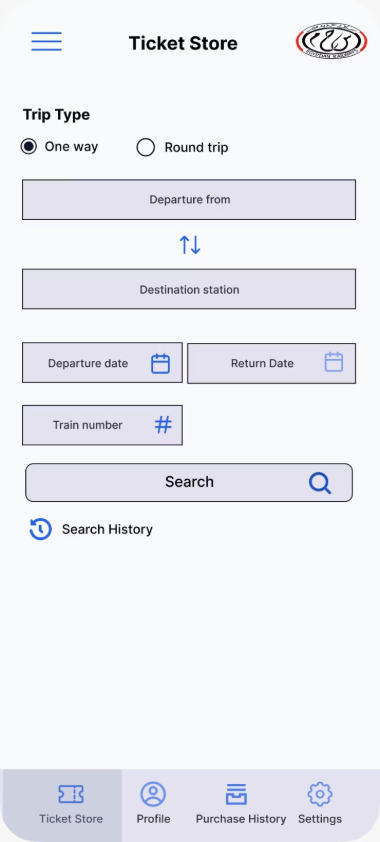 Ticket Store
Trip Type
One way
Round trip
Departure from
Destination station
Departure date
Return Date
Train number
#
Search
Search History
Ticket Store
Profile
Purchase History
Settings